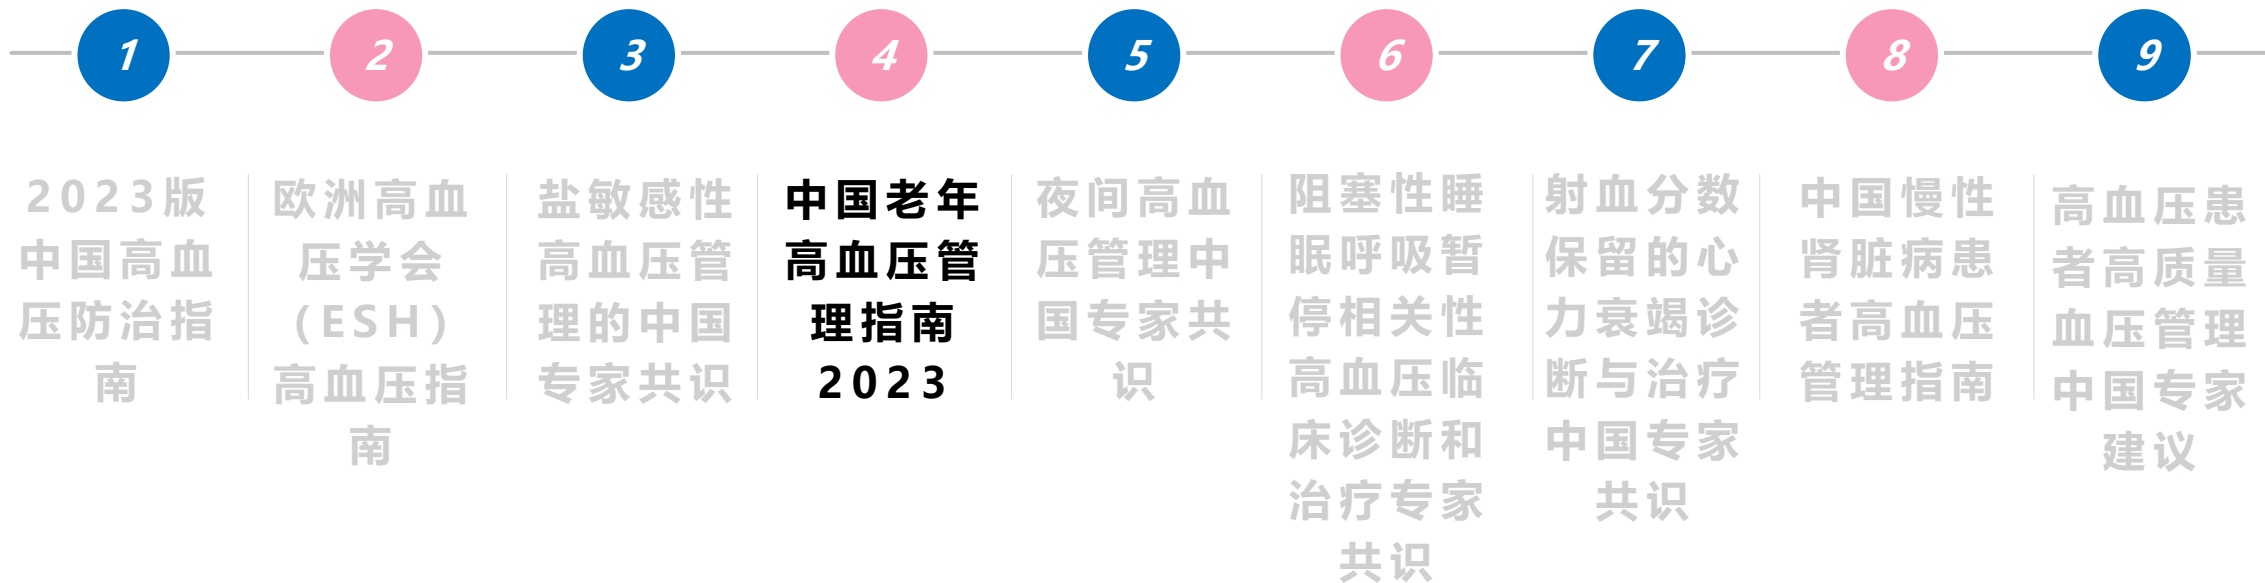 1
2
3
4
5
6
7
8
9
2023版
中国高血
压防治指
南
欧洲高血
压学会
(ESH)
高血压指
南
盐敏感性
高血压管
理的中国
专家共识
中国老年
高血压管
理指南
2023
夜间高血
压管理中
国专家共
识
阻塞性睡
眠呼吸暂
停相关性
高血压临
床诊断和
治疗专家
共识
射血分数
保留的心
力衰竭诊
断与治疗
中国专家
共识
中国慢性
肾脏病患
者高血压
管理指南
高血压患
者高质量
血压管理
中国专家
建议